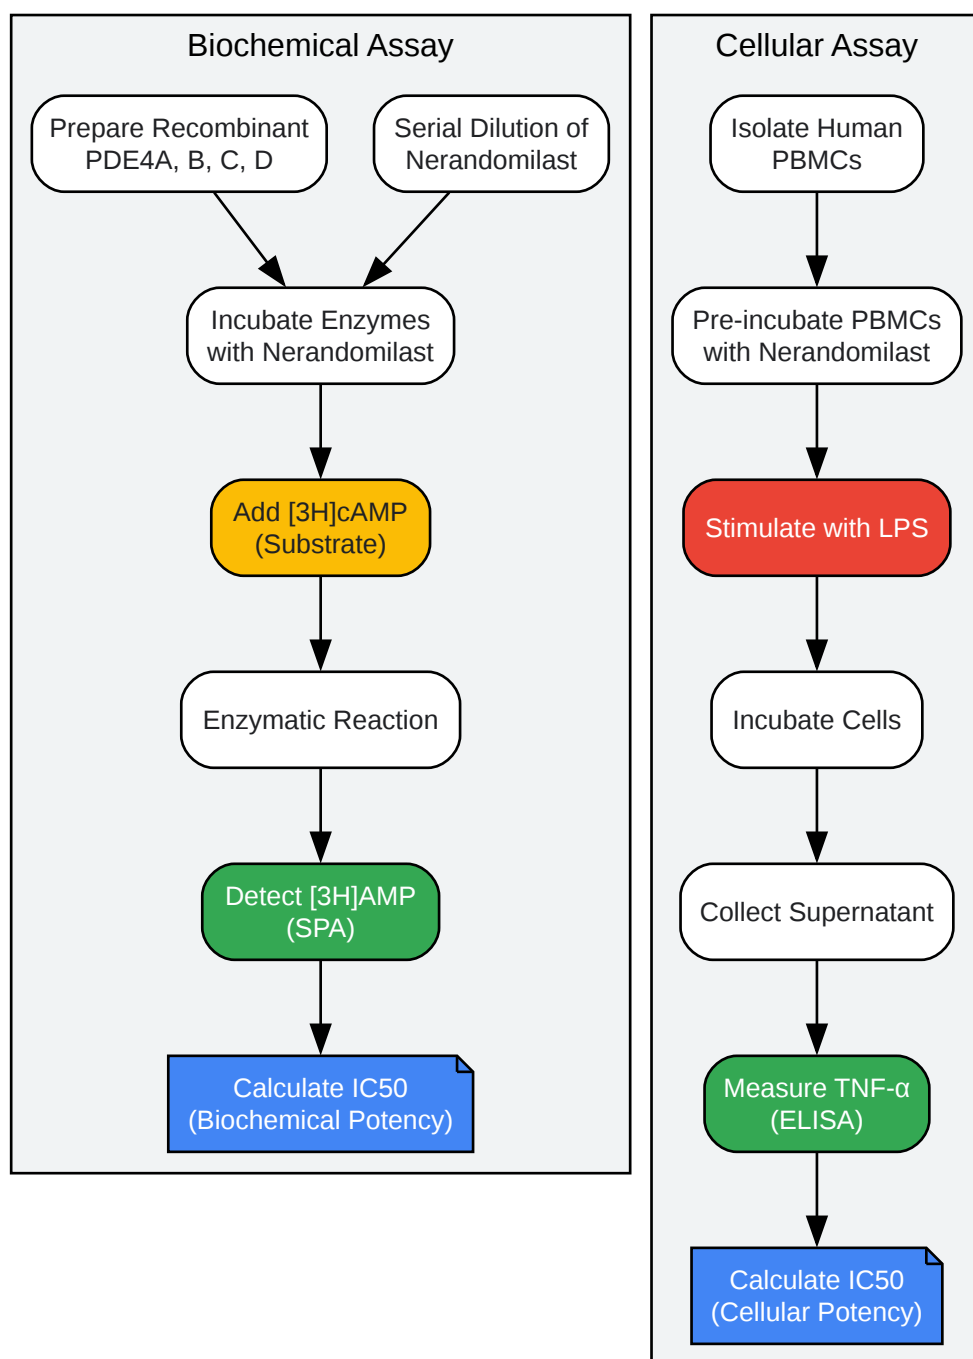 Biochemical Assay
Prepare Recombinant
PDE4A, B, C, D
Serial Dilution of
Nerandomilast
Incubate Enzymes
with Nerandomilast
Add [3H]cAMP
(Substrate)
Enzymatic Reaction
Detect [3H]AMP
(SPA)
Calculate IC50
(Biochemical Potency)
Cellular Assay
Isolate Human
PBMCs
Pre-incubate PBMCs
with Nerandomilast
Stimulate with LPS
Incubate Cells
Collect Supernatant
Measure TNF-α
(ELISA)
Calculate IC50
(Cellular Potency)